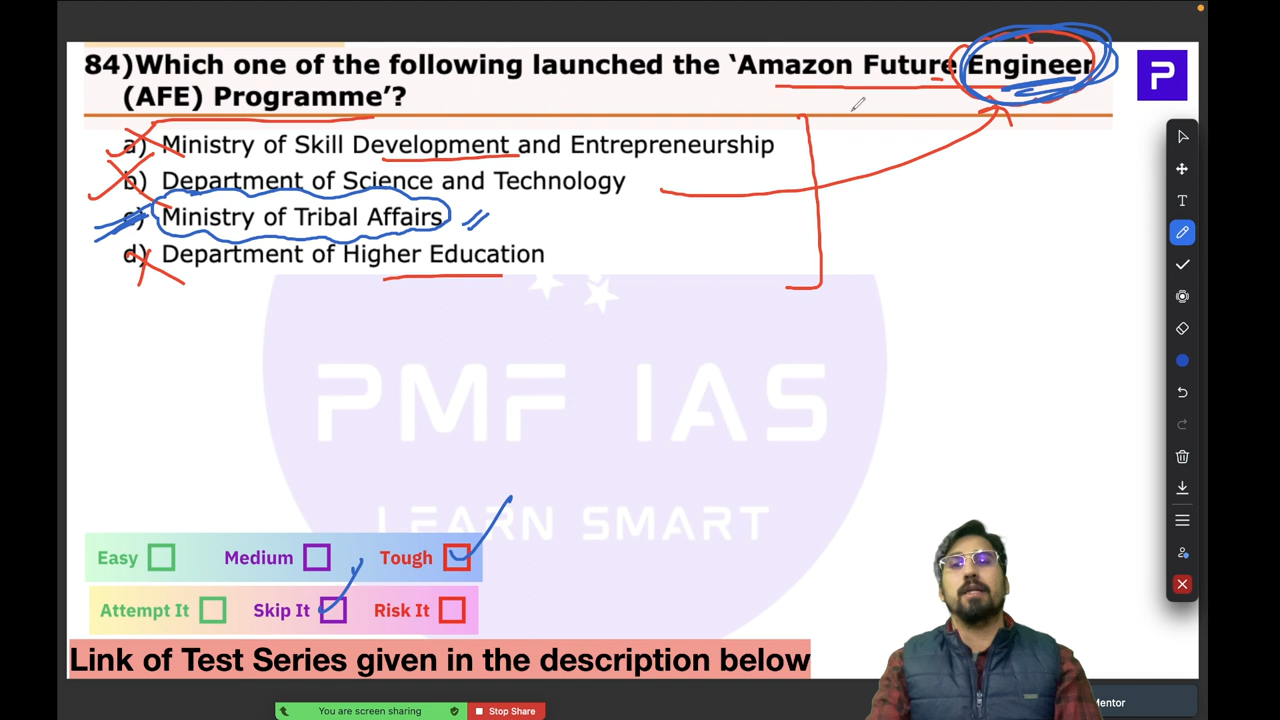 84)Which one of the following launched the ‘Amazon Future Engineer
(AFE) Programme’?
a) Ministry of Skill Development and Entrepreneurship
b) Department of Science and Technology
c) Ministry of Tribal Affairs
d) Department of Higher Education
P
T
PMF IAS
LEARN SMART
Easy Medium Tough
Attempt It Skip It Risk It
Link of Test Series given in the description below
Mentor
You are screen sharing Stop Share